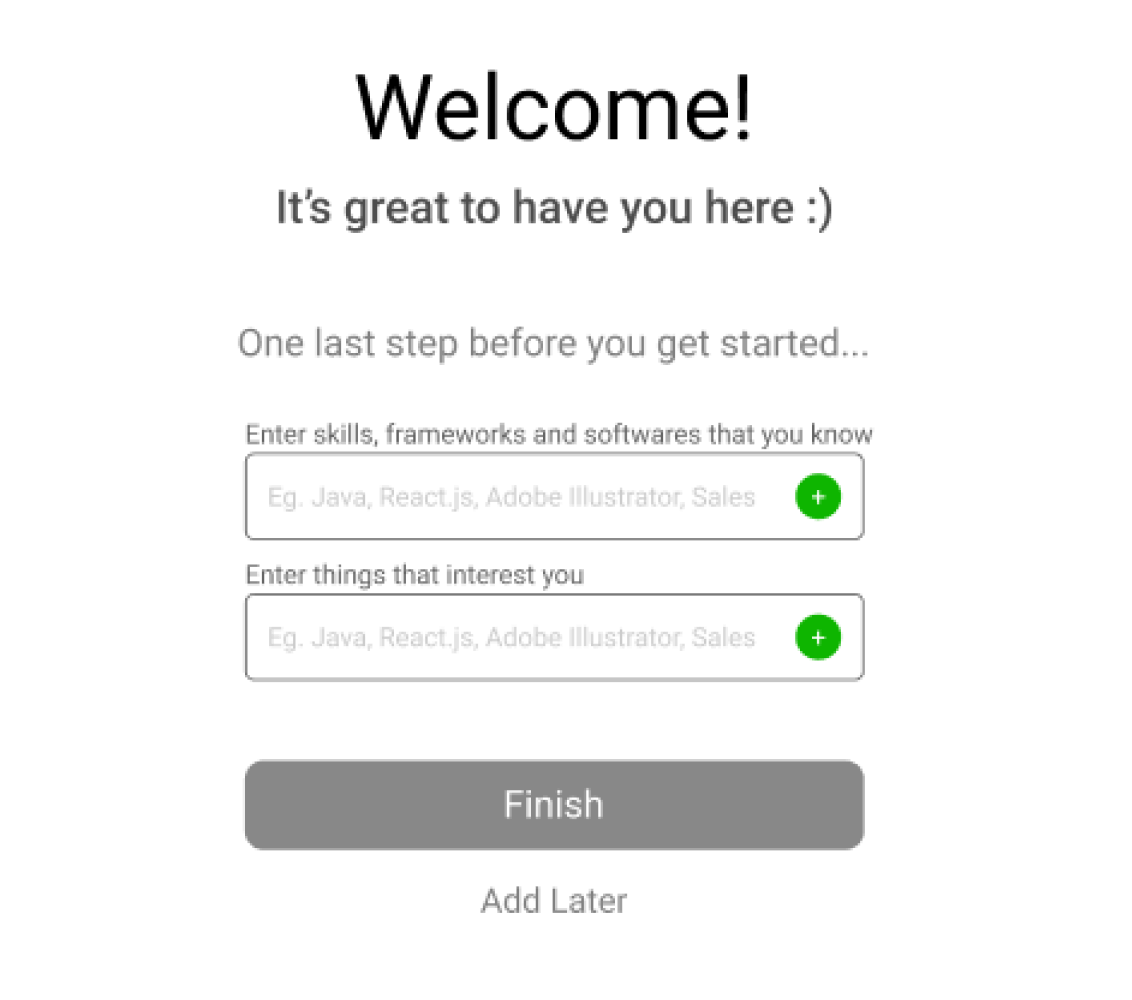 Welcome!
It’s great to have you here :)
One last step before you get started...
Enter skills, frameworks and softwares that you know
Eg. Java, React.js, Adobe Illustrator, Sales
+
Enter things that interest you
Eg. Java, React.js, Adobe Illustrator, Sales
+
Finish
Add Later